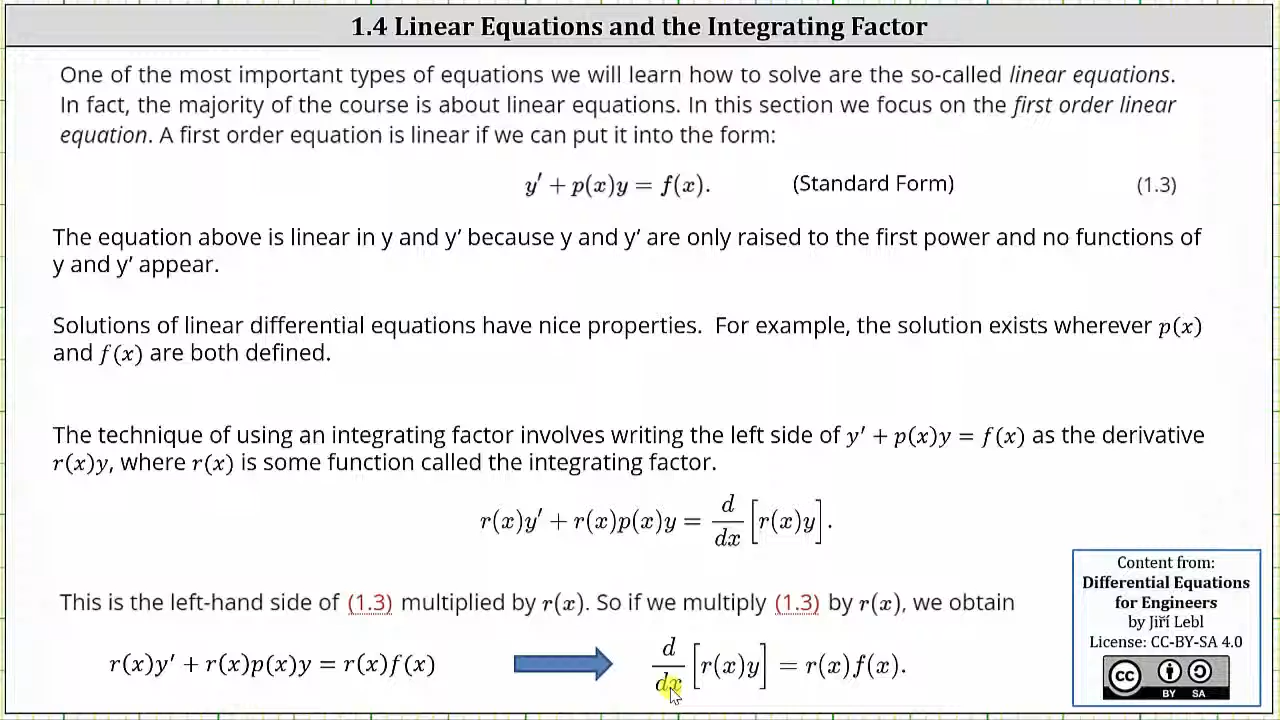 1.4 Linear Equations and the Integrating Factor
One of the most important types of equations we will learn how to solve are the so-called linear equations.
In fact, the majority of the course is about linear equations. In this section we focus on the first order linear
equation. A first order equation is linear if we can put it into the form:
y′ + p(x)y = f(x). (Standard Form) (1.3)
The equation above is linear in y and y’ because y and y’ are only raised to the first power and no functions of
y and y’ appear.
Solutions of linear differential equations have nice properties. For example, the solution exists wherever p(x)
and f(x) are both defined.
The technique of using an integrating factor involves writing the left side of y′ + p(x)y = f(x) as the derivative
r(x)y, where r(x) is some function called the integrating factor.
r(x)y′ + r(x)p(x)y = d/dx [r(x)y].
This is the left-hand side of (1.3) multiplied by r(x). So if we multiply (1.3) by r(x), we obtain
r(x)y′ + r(x)p(x)y = r(x)f(x) d/dx [r(x)y] = r(x)f(x).
Content from:
Differential Equations
for Engineers
by Jiří Lebl
License: CC-BY-SA 4.0
CC
BY SA